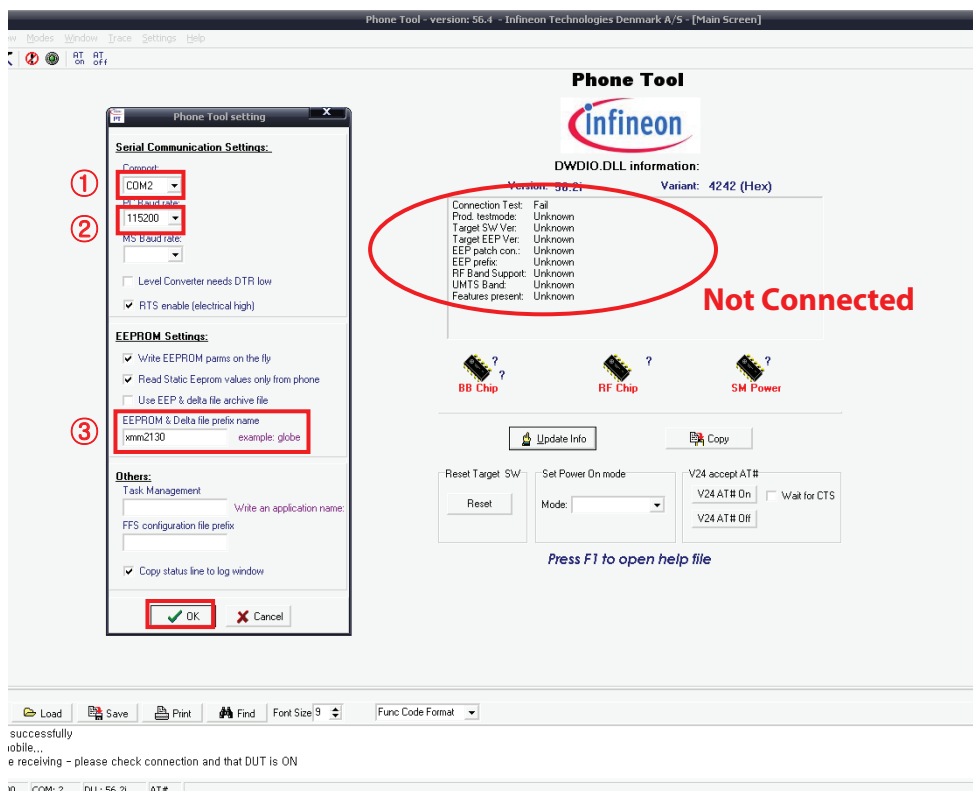 Phone Tool - version: 56.4 - Infineon Technologies Denmark A/S - [Main Screen]
Modes Window Trace Settings Help
AT on AT off
Phone Tool
infineon
DWDIO.DLL information:
Version: 56.2i Variant: 4242 (Hex)
Connection Test: Fail
Prod. testmode: Unknown
Target SW Ver: Unknown
Target EEP Ver: Unknown
EEP patch con.: Unknown
EEP prefix: Unknown
RF Band Support: Unknown
UMTS Band: Unknown
Features present: Unknown
Not Connected
? ? ? ?
BB Chip RF Chip SM Power
Update Info Copy
Reset Target SW Set Power On mode V24 accept AT#
Reset Mode: V24 AT# On Wait for CTS
V24 AT# Off
Press F1 to open help file
PT Phone Tool setting X
Serial Communication Settings:
Comport:
① COM2
PC Baud rate:
② 115200
MS Baud rate:
Level Converter needs DTR low
RTS enable (electrical high)
EEPROM Settings:
Write EEPROM parms on the fly
Read Static Eeprom values only from phone
Use EEP & delta file archive file
EEPROM & Delta file prefix name
③ xmm2130 example: globe
Others:
Task Management
Write an application name:
FFS configuration file prefix
Copy status line to log window
OK Cancel
Load Save Print Find Font Size 9 Func Code Format
successfully
mobile...
receiving - please check connection and that DUT is ON
COM: 2 DLL: 56.2i AT#